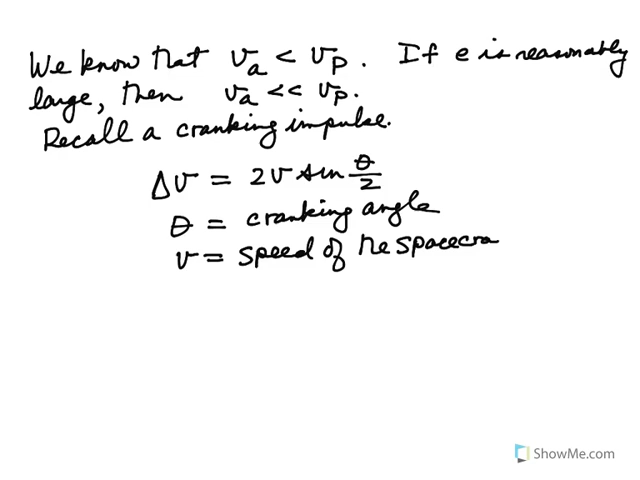 We know that v_a < v_p. If e is reasonably
large, then v_a << v_p.
Recall a cranking impulse.
Δv = 2v sin θ/2
θ = cranking angle
v = speed of the spacecra
ShowMe.com